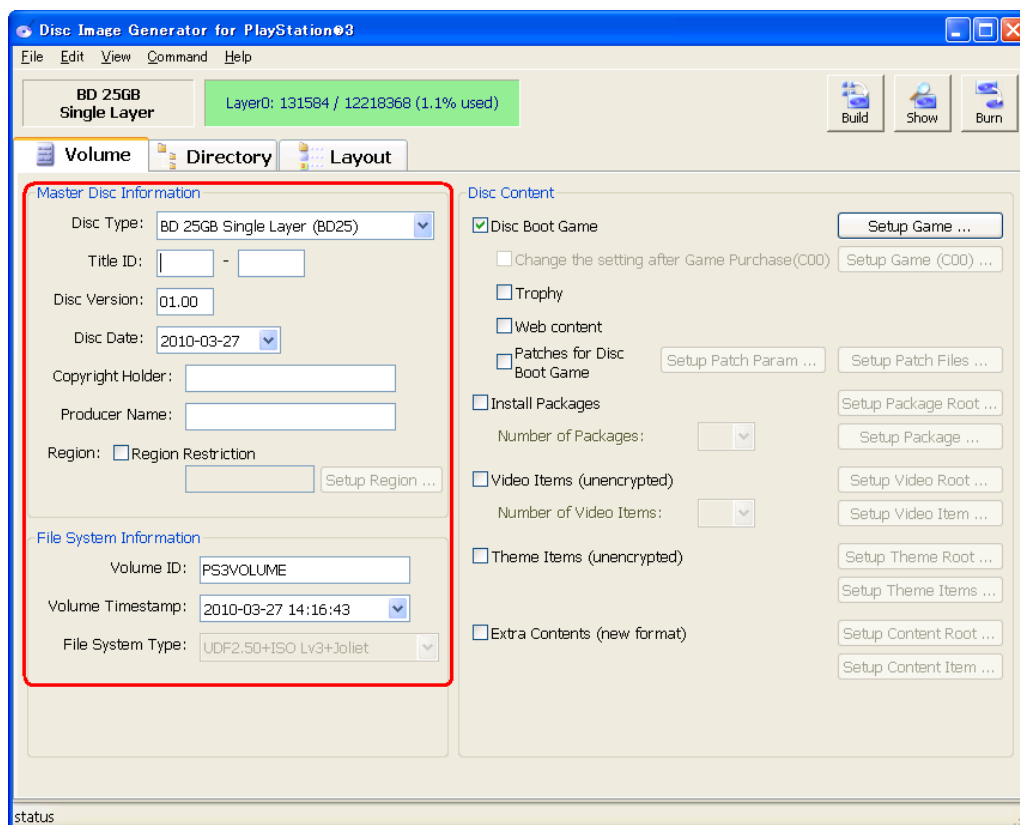 Disc Image Generator for PlayStation®3
File Edit View Command Help
BD 25GB
Single Layer
Layer0: 131584 / 12218368 (1.1% used)
Build Show Burn
Volume Directory Layout
Master Disc Information
Disc Type: BD 25GB Single Layer (BD25)
Title ID: -
Disc Version: 01.00
Disc Date: 2010-03-27
Copyright Holder:
Producer Name:
Region: Region Restriction
Setup Region ...
File System Information
Volume ID: PS3VOLUME
Volume Timestamp: 2010-03-27 14:16:43
File System Type: UDF2.50+ISO Lv3+Joliet
Disc Content
Disc Boot Game Setup Game ...
Change the setting after Game Purchase(C00) Setup Game (C00) ...
Trophy
Web content
Patches for Disc
Boot Game Setup Patch Param ... Setup Patch Files ...
Install Packages Setup Package Root ...
Number of Packages: Setup Package ...
Video Items (unencrypted) Setup Video Root ...
Number of Video Items: Setup Video Item ...
Theme Items (unencrypted) Setup Theme Root ...
Setup Theme Items ...
Extra Contents (new format) Setup Content Root ...
Setup Content Item ...
status